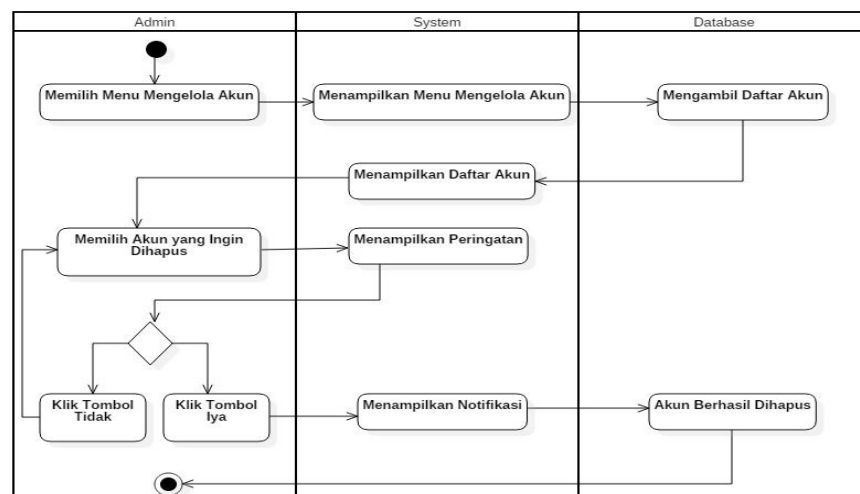 Admin
System
Database
Memilih Menu Mengelola Akun
Menampilkan Menu Mengelola Akun
Mengambil Daftar Akun
Menampilkan Daftar Akun
Memilih Akun yang Ingin
Dihapus
Menampilkan Peringatan
Klik Tombol
Tidak
Klik Tombol
Iya
Menampilkan Notifikasi
Akun Berhasil Dihapus